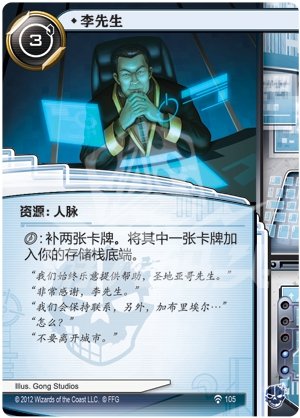 3
◆李先生
资源: 人脉
: 补两张卡牌。将其中一张卡牌加
入你的存储栈底端。
“我们始终乐意提供帮助，圣地亚哥先生。”
“非常感谢，李先生。”
“我们会保持联系，另外，加布里埃尔…”
“怎么？”
“不要离开城市。”
Illus. Gong Studios
© 2012 Wizards of the Coast LLC. © FFG
105